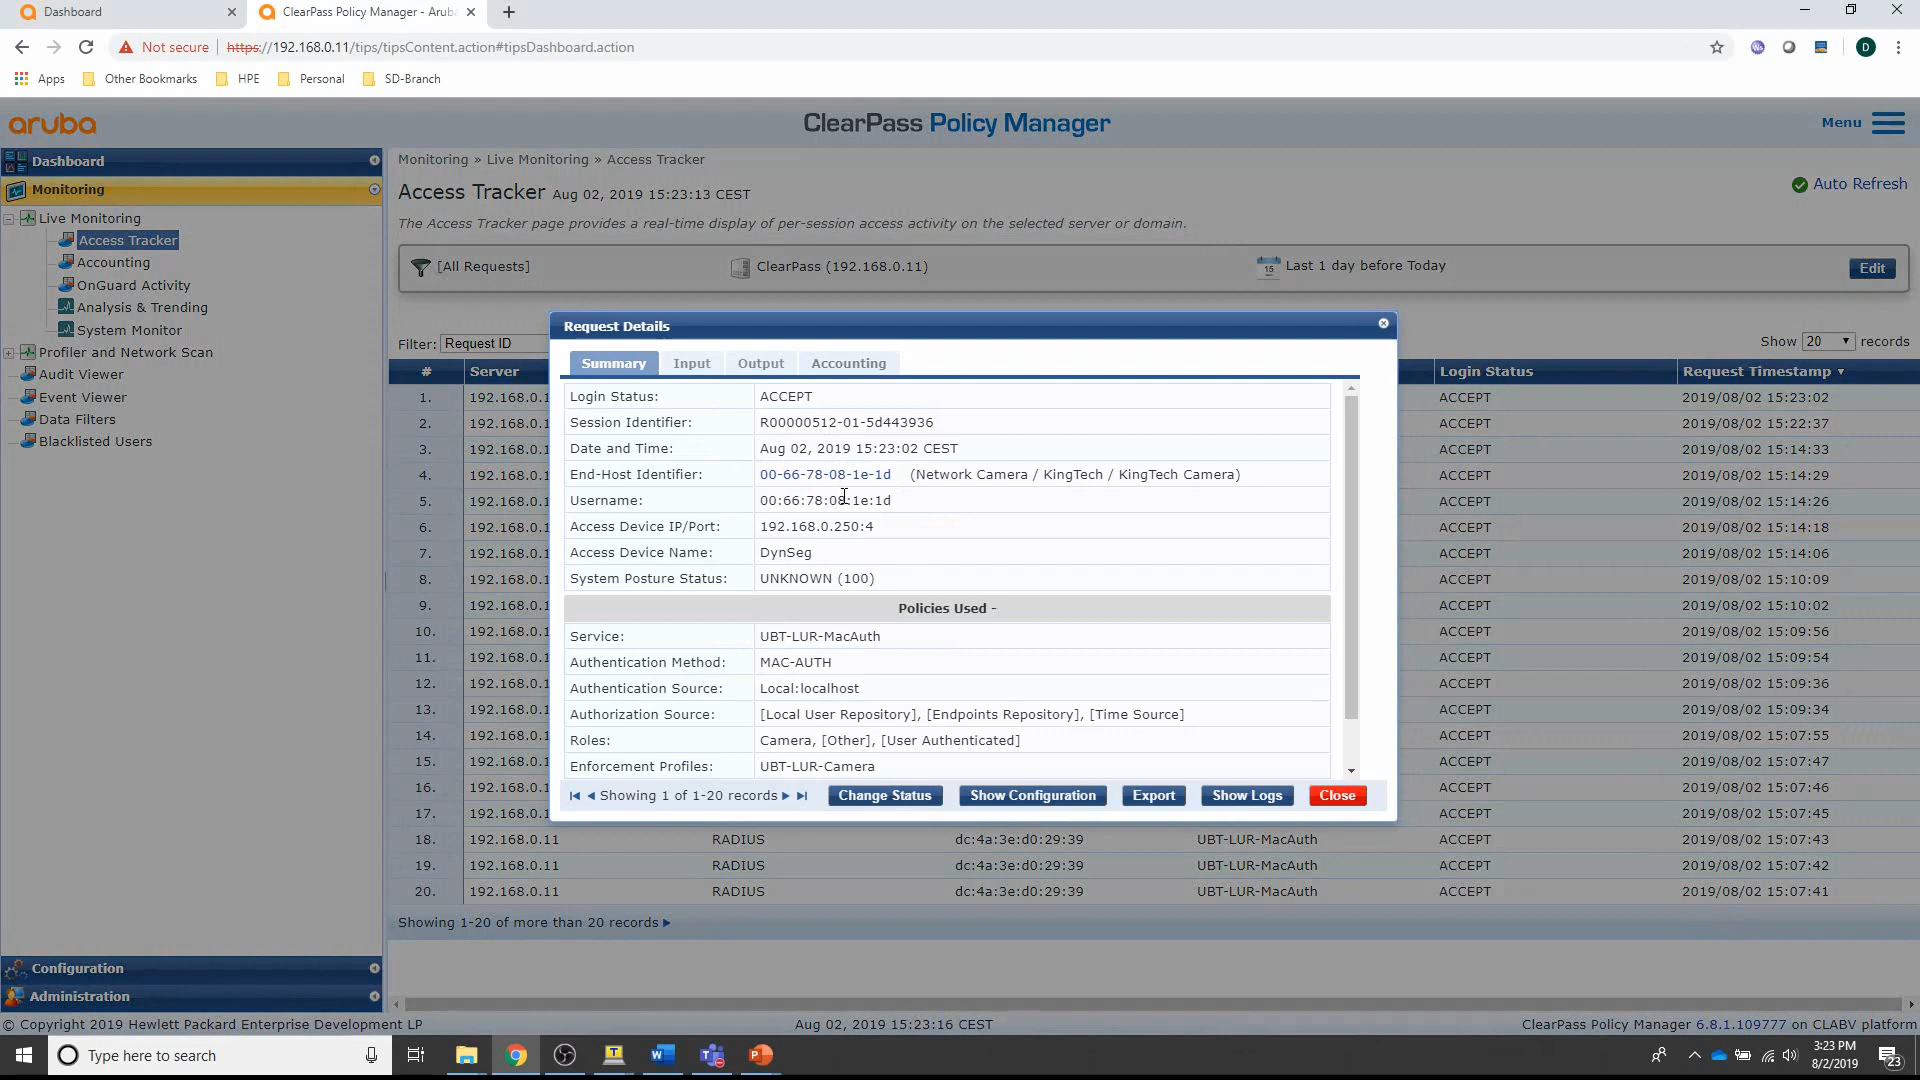 Dashboard
ClearPass Policy Manager - Aruba
Not secure
https://192.168.0.11/tips/tipsContent.action#tipsDashboard.action
D
Apps
Other Bookmarks
HPE
Personal
SD-Branch
aruba
ClearPass Policy Manager
Menu
Dashboard
Monitoring
Live Monitoring
Access Tracker
Accounting
OnGuard Activity
Analysis & Trending
System Monitor
Profiler and Network Scan
Audit Viewer
Event Viewer
Data Filters
Blacklisted Users
Configuration
Administration
Monitoring » Live Monitoring » Access Tracker
Access Tracker Aug 02, 2019 15:23:13 CEST
Auto Refresh
The Access Tracker page provides a real-time display of per-session access activity on the selected server or domain.
[All Requests]
ClearPass (192.168.0.11)
15
Last 1 day before Today
Edit
Filter: Request ID
Show 20 records
# Server Login Status Request Timestamp
1. 192.168.0.1 ACCEPT 2019/08/02 15:23:02
2. 192.168.0.1 ACCEPT 2019/08/02 15:22:37
3. 192.168.0.1 ACCEPT 2019/08/02 15:14:33
4. 192.168.0.1 ACCEPT 2019/08/02 15:14:29
5. 192.168.0.1 ACCEPT 2019/08/02 15:14:26
6. 192.168.0.1 ACCEPT 2019/08/02 15:14:18
7. 192.168.0.1 ACCEPT 2019/08/02 15:14:06
8. 192.168.0.1 ACCEPT 2019/08/02 15:10:09
9. 192.168.0.1 ACCEPT 2019/08/02 15:10:02
10. 192.168.0.1 ACCEPT 2019/08/02 15:09:56
11. 192.168.0.1 ACCEPT 2019/08/02 15:09:54
12. 192.168.0.1 ACCEPT 2019/08/02 15:09:36
13. 192.168.0.1 ACCEPT 2019/08/02 15:09:34
14. 192.168.0.1 ACCEPT 2019/08/02 15:07:55
15. 192.168.0.1 ACCEPT 2019/08/02 15:07:47
16. 192.168.0.1 ACCEPT 2019/08/02 15:07:46
17. 192.168.0.1 ACCEPT 2019/08/02 15:07:45
18. 192.168.0.11 RADIUS dc:4a:3e:d0:29:39 UBT-LUR-MacAuth ACCEPT 2019/08/02 15:07:43
19. 192.168.0.11 RADIUS dc:4a:3e:d0:29:39 UBT-LUR-MacAuth ACCEPT 2019/08/02 15:07:42
20. 192.168.0.11 RADIUS dc:4a:3e:d0:29:39 UBT-LUR-MacAuth ACCEPT 2019/08/02 15:07:41
Showing 1-20 of more than 20 records
Request Details
Summary Input Output Accounting
Login Status: ACCEPT
Session Identifier: R00000512-01-5d443936
Date and Time: Aug 02, 2019 15:23:02 CEST
End-Host Identifier: 00-66-78-08-1e-1d (Network Camera / KingTech / KingTech Camera)
Username: 00:66:78:08:1e:1d
Access Device IP/Port: 192.168.0.250:4
Access Device Name: DynSeg
System Posture Status: UNKNOWN (100)
Policies Used -
Service: UBT-LUR-MacAuth
Authentication Method: MAC-AUTH
Authentication Source: Local:localhost
Authorization Source: [Local User Repository], [Endpoints Repository], [Time Source]
Roles: Camera, [Other], [User Authenticated]
Enforcement Profiles: UBT-LUR-Camera
Showing 1 of 1-20 records
Change Status
Show Configuration
Export
Show Logs
Close
© Copyright 2019 Hewlett Packard Enterprise Development LP
Aug 02, 2019 15:23:16 CEST
ClearPass Policy Manager 6.8.1.109777 on CLABV platform
Type here to search
3:23 PM
8/2/2019
23